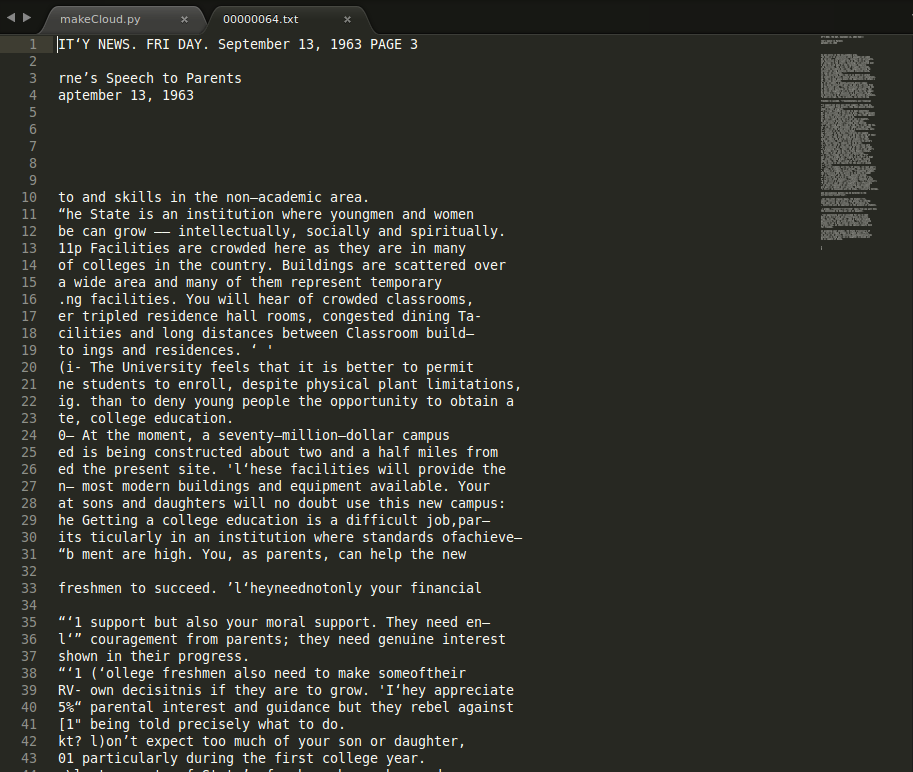 makeCloud.py × 00000064.txt ×
1 IT‘Y NEWS. FRI DAY. September 13, 1963 PAGE 3
2
3 rne’s Speech to Parents
4 aptember 13, 1963
5
6
7
8
9
10 to and skills in the non—academic area.
11 “he State is an institution where youngmen and women
12 be can grow —— intellectually, socially and spiritually.
13 11p Facilities are crowded here as they are in many
14 of colleges in the country. Buildings are scattered over
15 a wide area and many of them represent temporary
16 .ng facilities. You will hear of crowded classrooms,
17 er tripled residence hall rooms, congested dining Ta-
18 cilities and long distances between Classroom build—
19 to ings and residences. ‘ '
20 (i- The University feels that it is better to permit
21 ne students to enroll, despite physical plant limitations,
22 ig. than to deny young people the opportunity to obtain a
23 te, college education.
24 0— At the moment, a seventy—million—dollar campus
25 ed is being constructed about two and a half miles from
26 ed the present site. 'l‘hese facilities will provide the
27 n— most modern buildings and equipment available. Your
28 at sons and daughters will no doubt use this new campus:
29 he Getting a college education is a difficult job,par—
30 its ticularly in an institution where standards ofachieve—
31 “b ment are high. You, as parents, can help the new
32
33 freshmen to succeed. ’l‘heyneednotonly your financial
34
35 “‘1 support but also your moral support. They need en—
36 l‘” couragement from parents; they need genuine interest
37 shown in their progress.
38 “‘1 (‘ollege freshmen also need to make someoftheir
39 RV- own decisitnis if they are to grow. 'I‘hey appreciate
40 5%“ parental interest and guidance but they rebel against
41 [1" being told precisely what to do.
42 kt? l)on’t expect too much of your son or daughter,
43 01 particularly during the first college year.